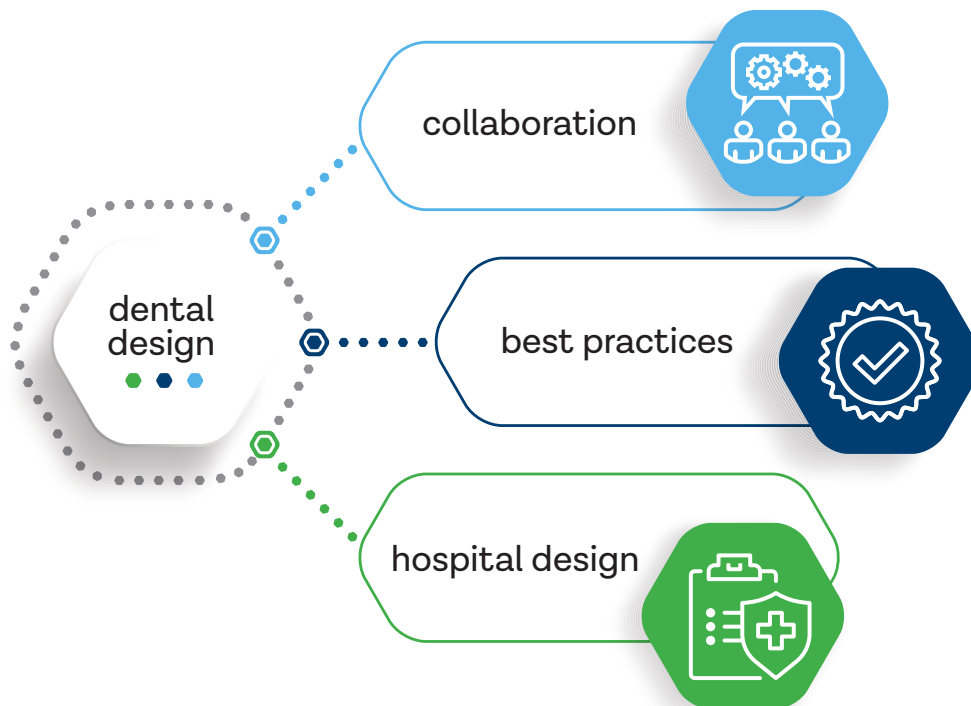 collaboration
dental
design
best practices
hospital design